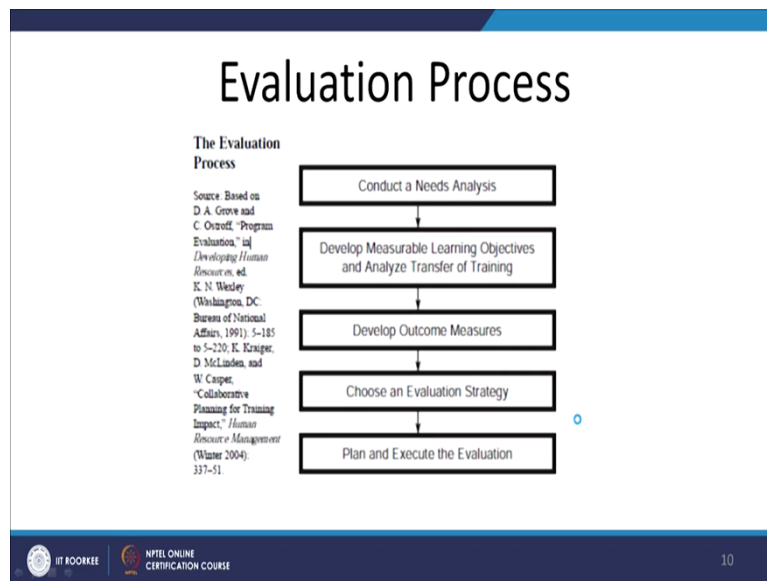 Evaluation Process
The Evaluation
Process
Source: Based on
D. A. Grove and
C. Ostroff, "Program
Evaluation," in
Developing Human
Resources, ed.
K. N. Wexley
(Washington, DC:
Bureau of National
Affairs, 1991): 5–185
to 5–220; K. Kraiger,
D. McLinden, and
W. Casper,
"Collaborative
Planning for Training
Impact," Human
Resource Management
(Winter 2004):
337–51.
Conduct a Needs Analysis
Develop Measurable Learning Objectives
and Analyze Transfer of Training
Develop Outcome Measures
Choose an Evaluation Strategy
Plan and Execute the Evaluation
IIT ROORKEE
NPTEL ONLINE
CERTIFICATION COURSE
10